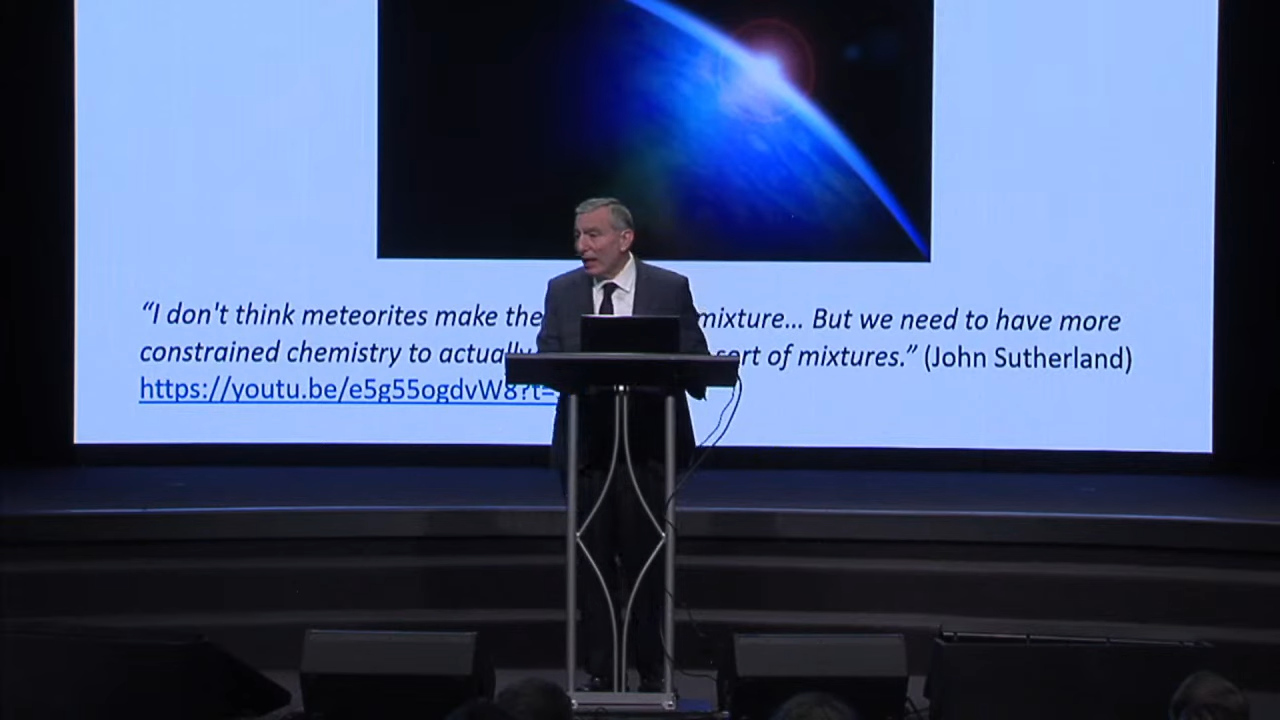 “I don't think meteorites make the mixture... But we need to have more
constrained chemistry to actually sort of mixtures.” (John Sutherland)
https://youtu.be/e5g55ogdvW8?t=